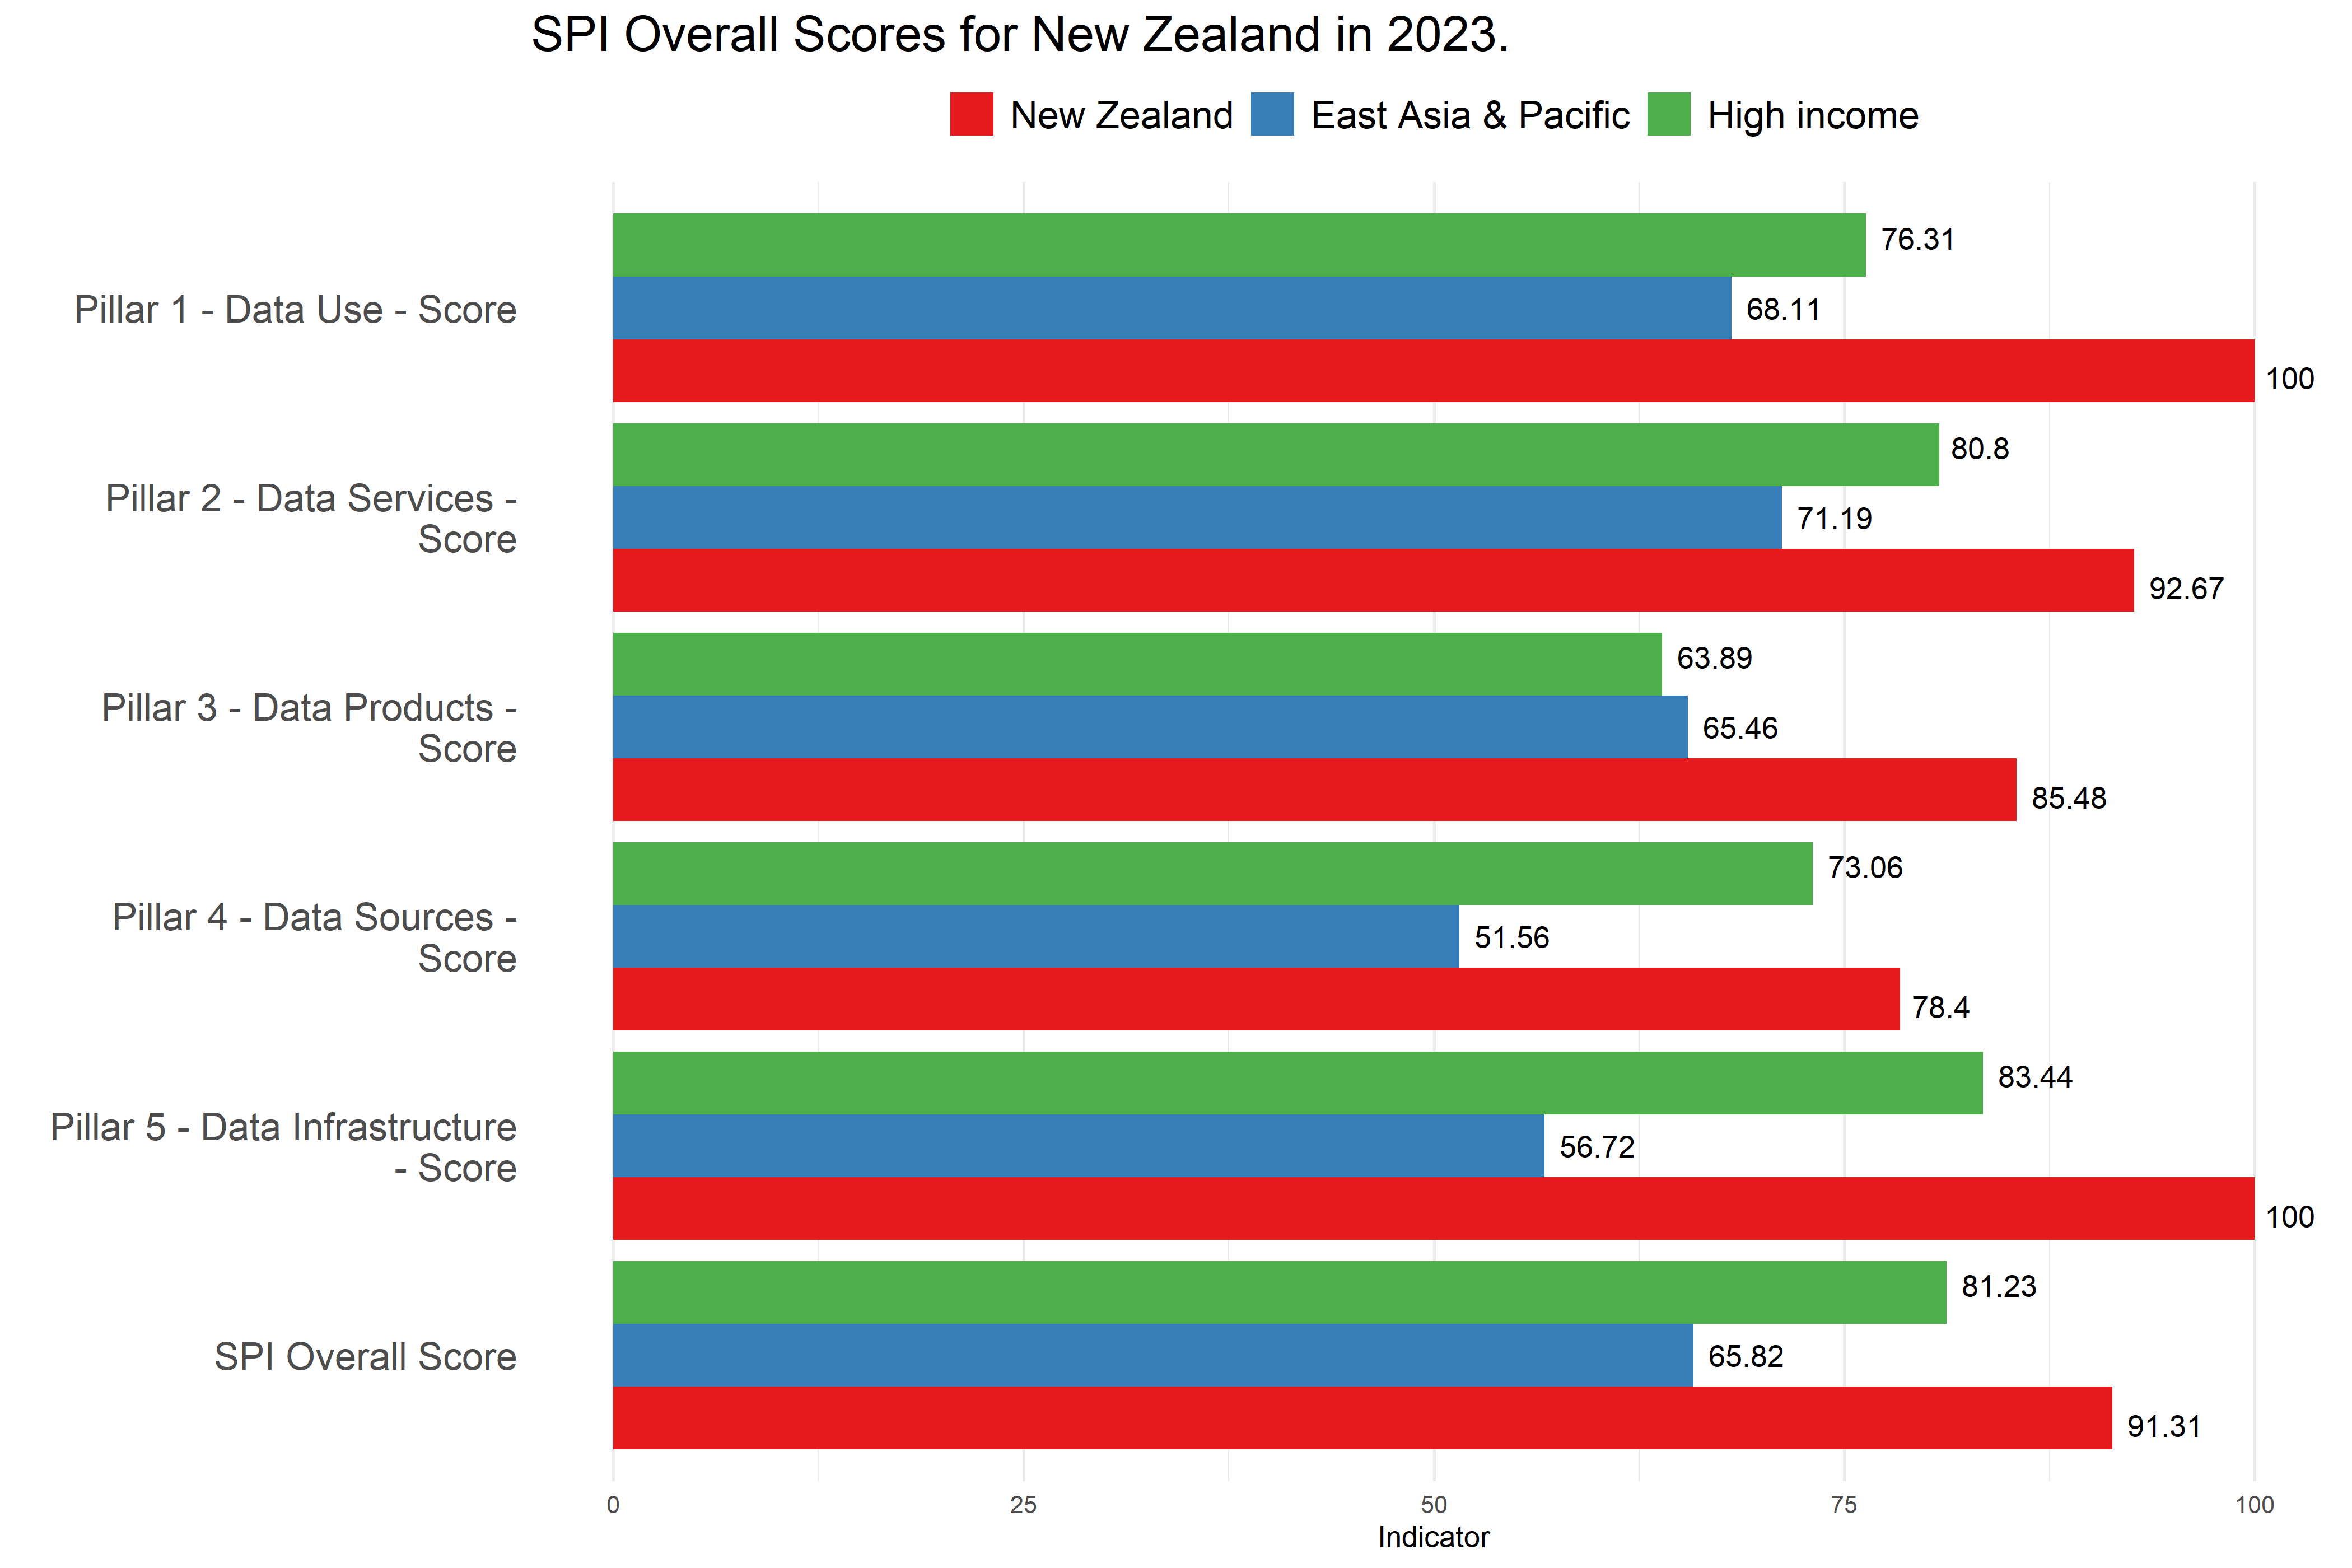 SPI Overall Scores for New Zealand in 2023.
New Zealand East Asia & Pacific High income
Pillar 1 - Data Use - Score
76.31
68.11
100
Pillar 2 - Data Services -
Score
80.8
71.19
92.67
Pillar 3 - Data Products -
Score
63.89
65.46
85.48
Pillar 4 - Data Sources -
Score
73.06
51.56
78.4
Pillar 5 - Data Infrastructure
- Score
83.44
56.72
100
SPI Overall Score
81.23
65.82
91.31
0 25 50 75 100
Indicator